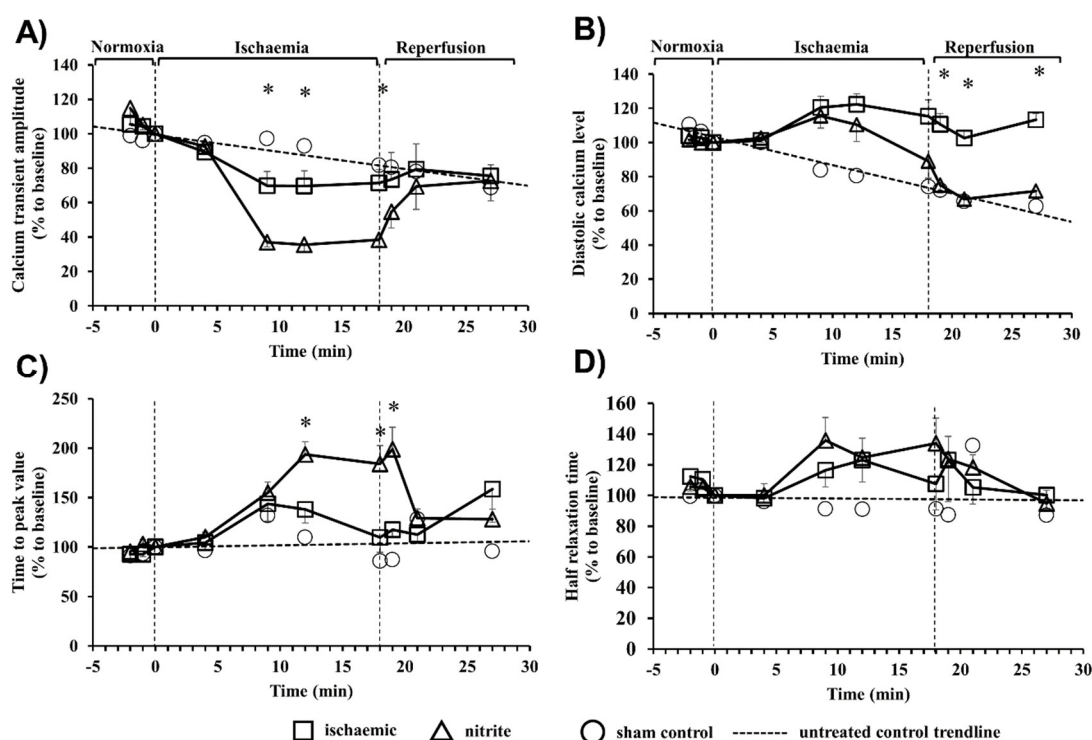 A)
Normoxia Ischaemia Reperfusion
140
120
100
80
60
40
20
0
-5 0 5 10 15 20 25 30
* * *
Calcium transient amplitude
(% to baseline)
Time (min)
B)
Normoxia Ischaemia Reperfusion
140
120
100
80
60
40
20
0
-5 0 5 10 15 20 25 30
* * *
Diastolic calcium level
(% to baseline)
Time (min)
C)
250
200
150
100
50
0
-5 0 5 10 15 20 25 30
* * *
Time to peak value
(% to baseline)
Time (min)
D)
160
140
120
100
80
60
40
20
0
-5 0 5 10 15 20 25 30
Half relaxation time
(% to baseline)
Time (min)
ischaemic nitrite sham control untreated control trendline